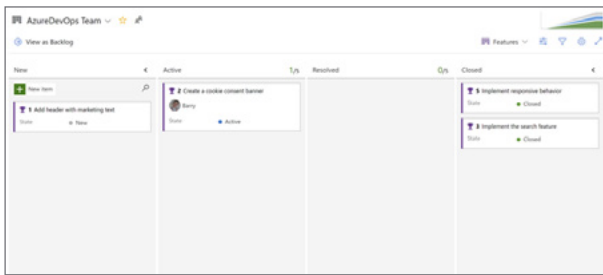 AzureDevOps Team
View as Backlog
Features
New
Active 1/5
Resolved 0/5
Closed
New item
1 Add header with marketing text
State New
2 Create a cookie consent banner
Barry
State Active
5 Implement responsive behavior
State Closed
3 Implement the search feature
State Closed